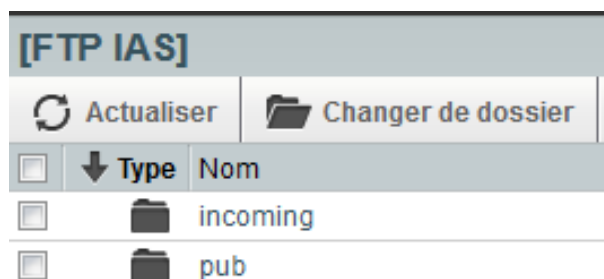 [FTP IAS]
Actualiser Changer de dossier
Type Nom
incoming
pub